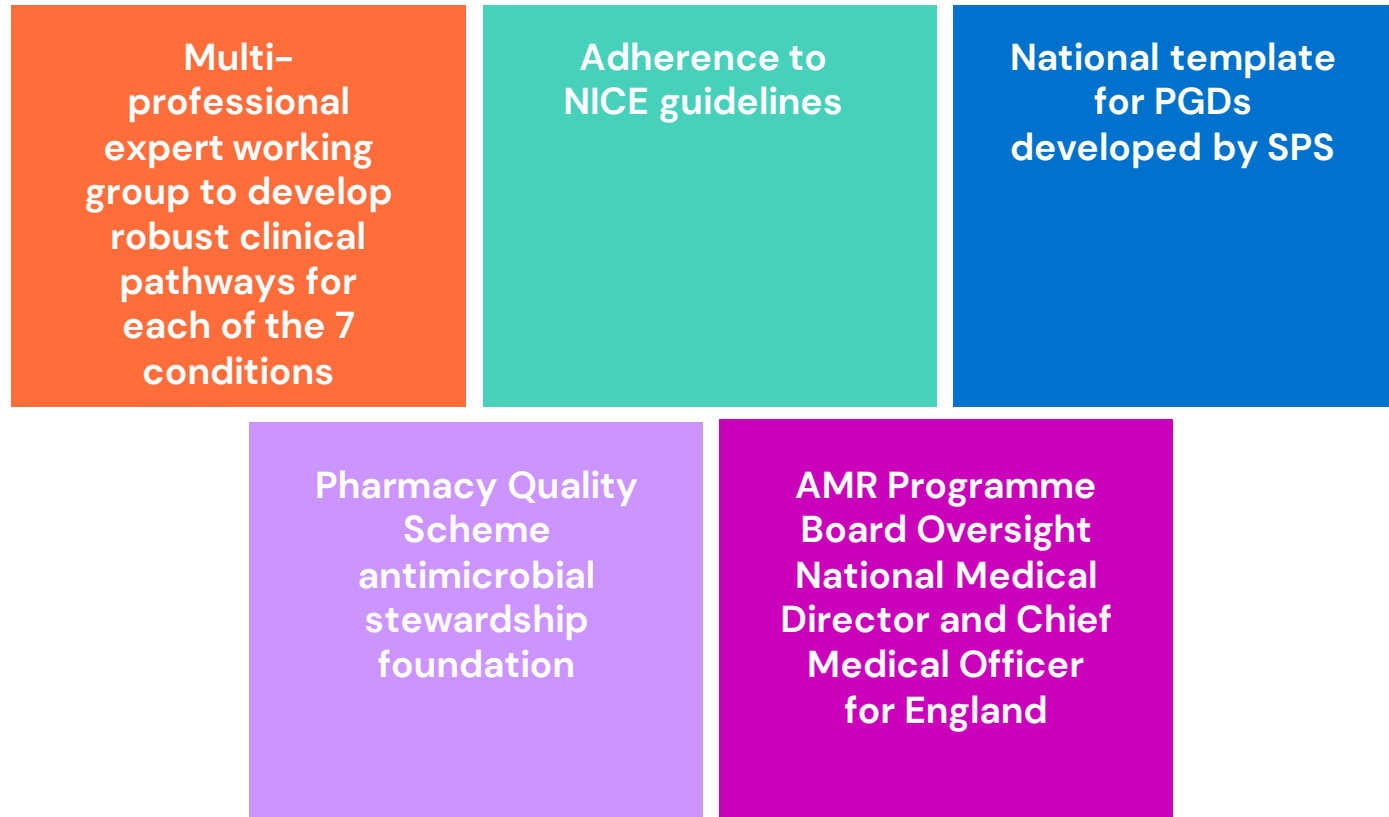 Multi-
professional
expert working
group to develop
robust clinical
pathways for
each of the 7
conditions
Adherence to
NICE guidelines
National template
for PGDs
developed by SPS
Pharmacy Quality
Scheme
antimicrobial
stewardship
foundation
AMR Programme
Board Oversight
National Medical
Director and Chief
Medical Officer
for England